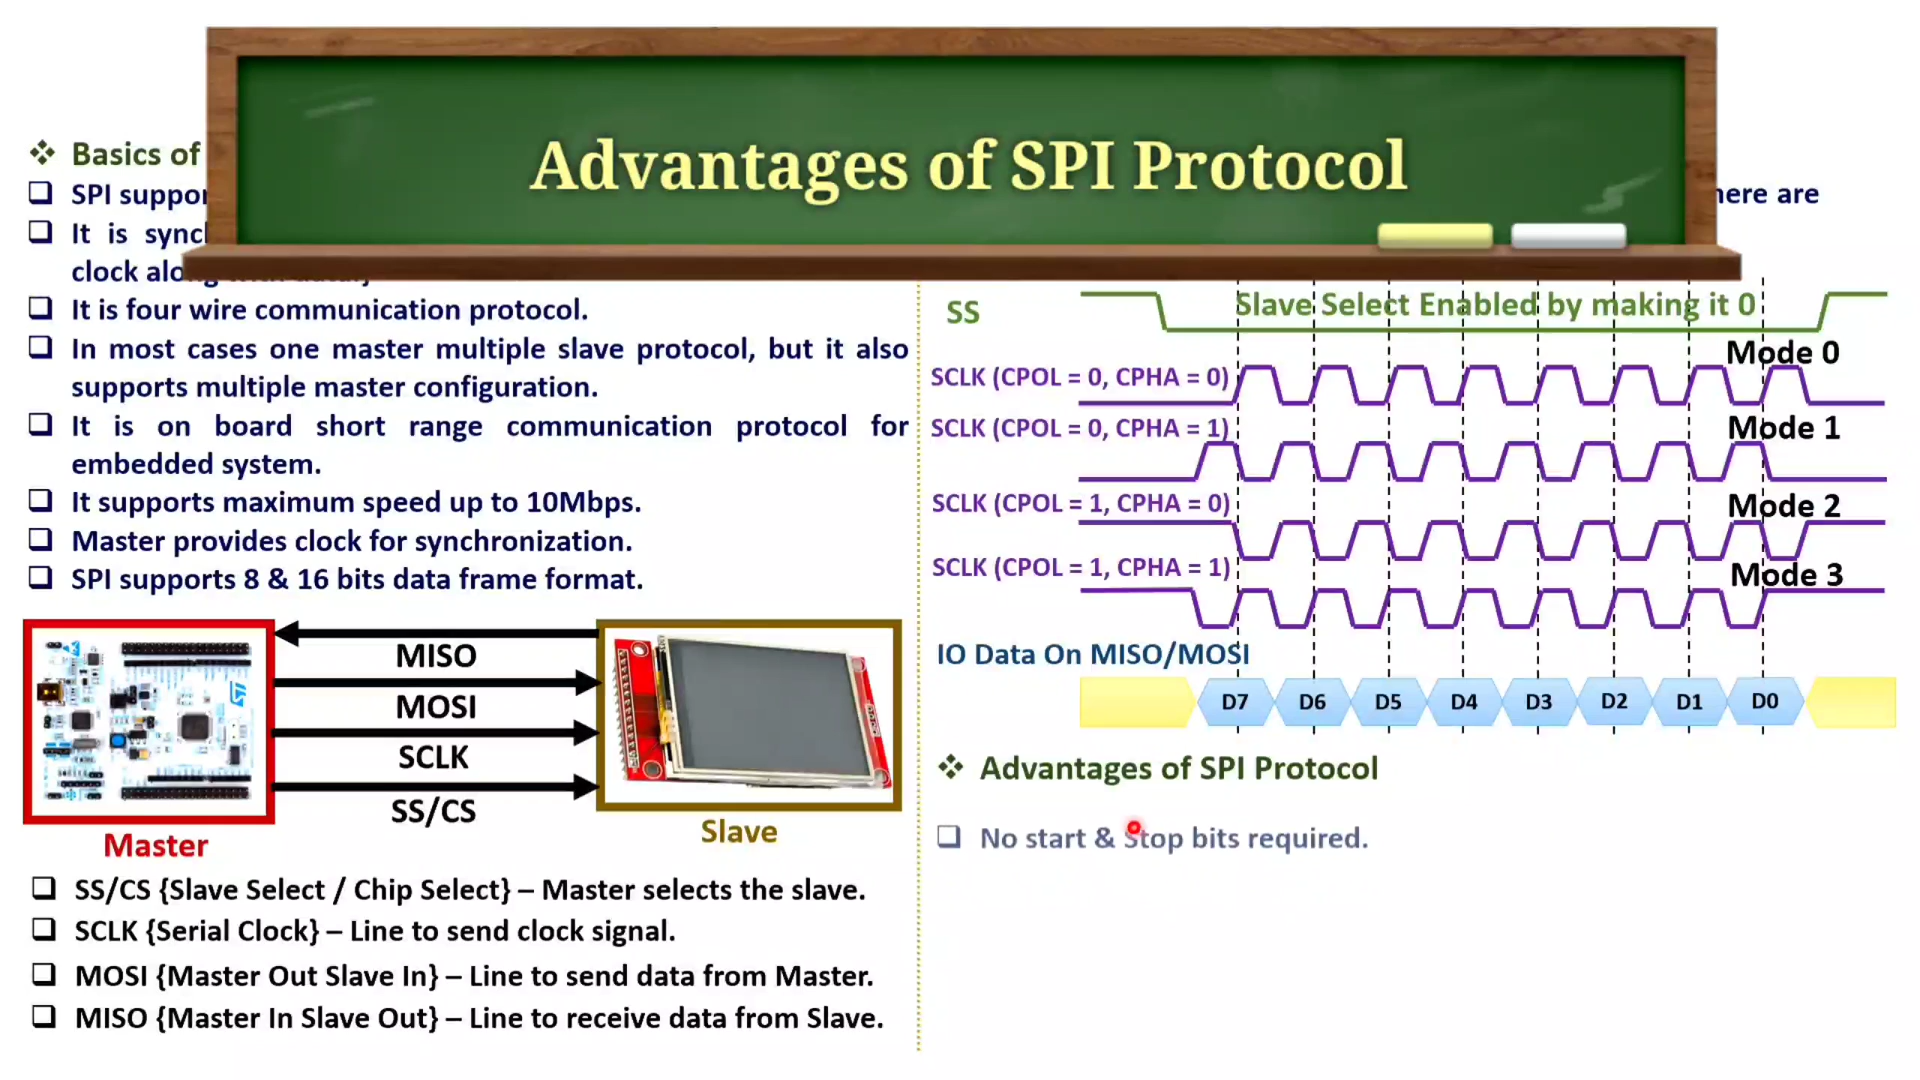 Advantages of SPI Protocol
❖ Basics of
❑ SPI suppor
❑ It is sync
clock
❑ It is four wire communication protocol.
❑ In most cases one master multiple slave protocol, but it also
supports multiple master configuration.
❑ It is on board short range communication protocol for
embedded system.
❑ It supports maximum speed up to 10Mbps.
❑ Master provides clock for synchronization.
❑ SPI supports 8 & 16 bits data frame format.
MISO
MOSI
SCLK
SS/CS
Master
Slave
❑ SS/CS {Slave Select / Chip Select} – Master selects the slave.
❑ SCLK {Serial Clock} – Line to send clock signal.
❑ MOSI {Master Out Slave In} – Line to send data from Master.
❑ MISO {Master In Slave Out} – Line to receive data from Slave.
here are
SS
Slave Select Enabled by making it 0
Mode 0
SCLK (CPOL = 0, CPHA = 0)
SCLK (CPOL = 0, CPHA = 1)
Mode 1
SCLK (CPOL = 1, CPHA = 0)
Mode 2
SCLK (CPOL = 1, CPHA = 1)
Mode 3
IO Data On MISO/MOSI
D7 D6 D5 D4 D3 D2 D1 D0
❖ Advantages of SPI Protocol
❑ No start & Stop bits required.